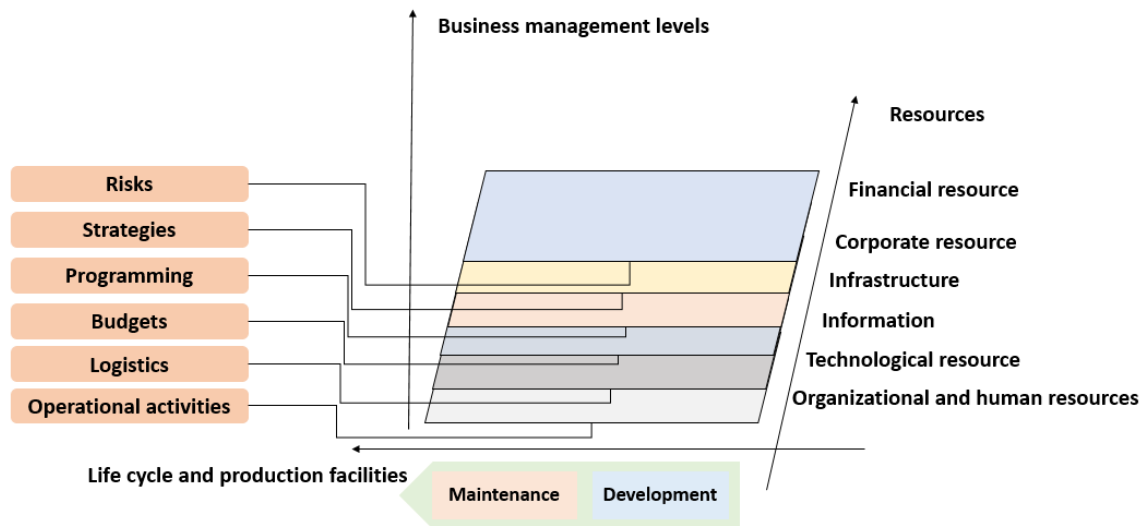 Business management levels
Resources
Risks
Financial resource
Strategies
Corporate resource
Programming
Infrastructure
Budgets
Information
Logistics
Technological resource
Operational activities
Organizational and human resources
Life cycle and production facilities
Maintenance
Development